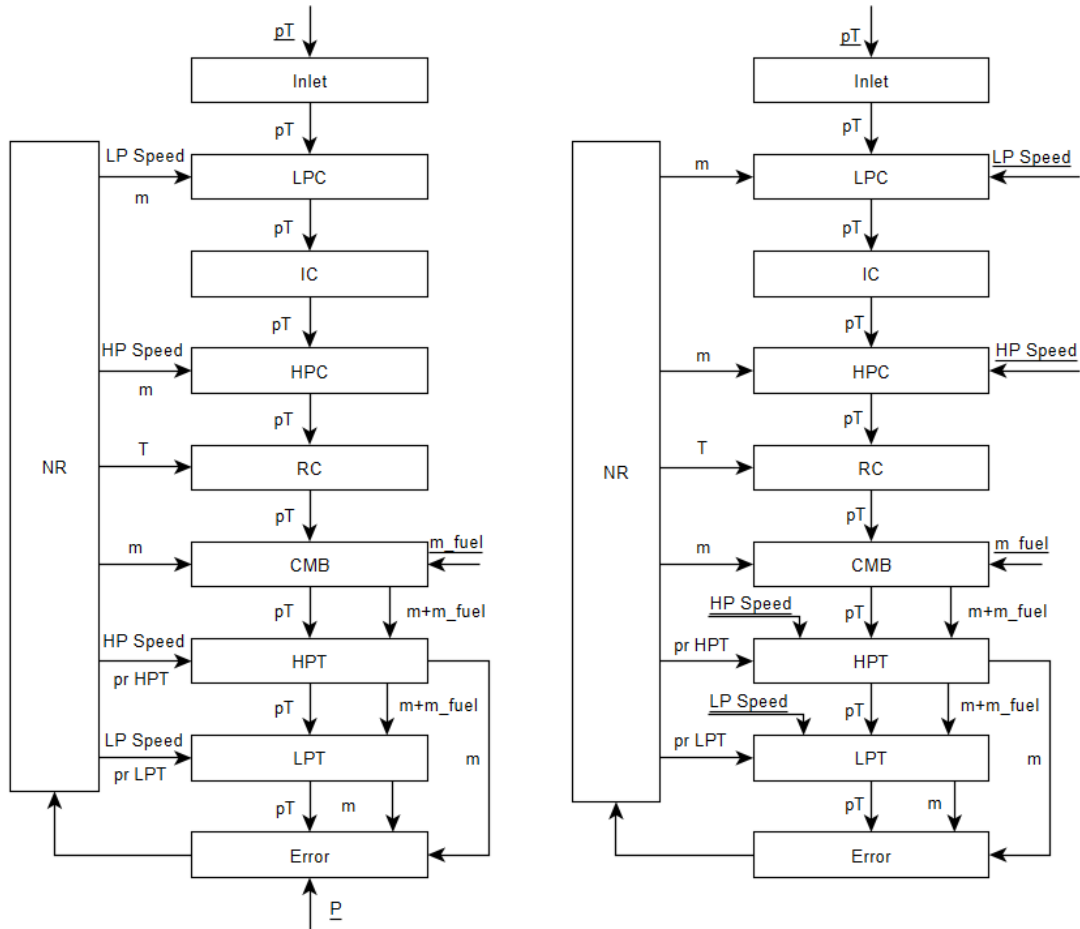 pT
Inlet
pT
LP Speed
m
LPC
pT
IC
pT
HP Speed
m
HPC
pT
NR
T
RC
pT
m
CMB
m_fuel
pT
m+m_fuel
HP Speed
pr HPT
HPT
pT
m+m_fuel
LP Speed
pr LPT
LPT
m
pT
m
Error
P
pT
Inlet
pT
m
LPC
LP Speed
pT
IC
pT
m
HPC
HP Speed
pT
NR
T
RC
pT
m
CMB
m_fuel
HP Speed
pT
m+m_fuel
pr HPT
HPT
LP Speed
pT
m+m_fuel
pr LPT
LPT
m
pT
m
Error